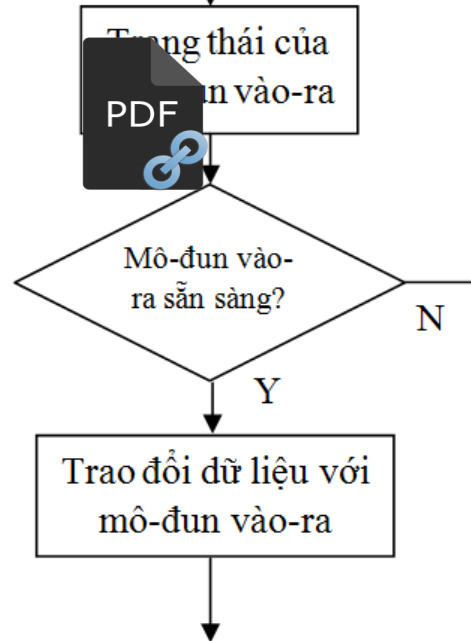 Trạng thái của
vào-ra
PDF
Mô-đun vào-
ra sẵn sàng?
N
Y
Trao đổi dữ liệu với
mô-đun vào-ra